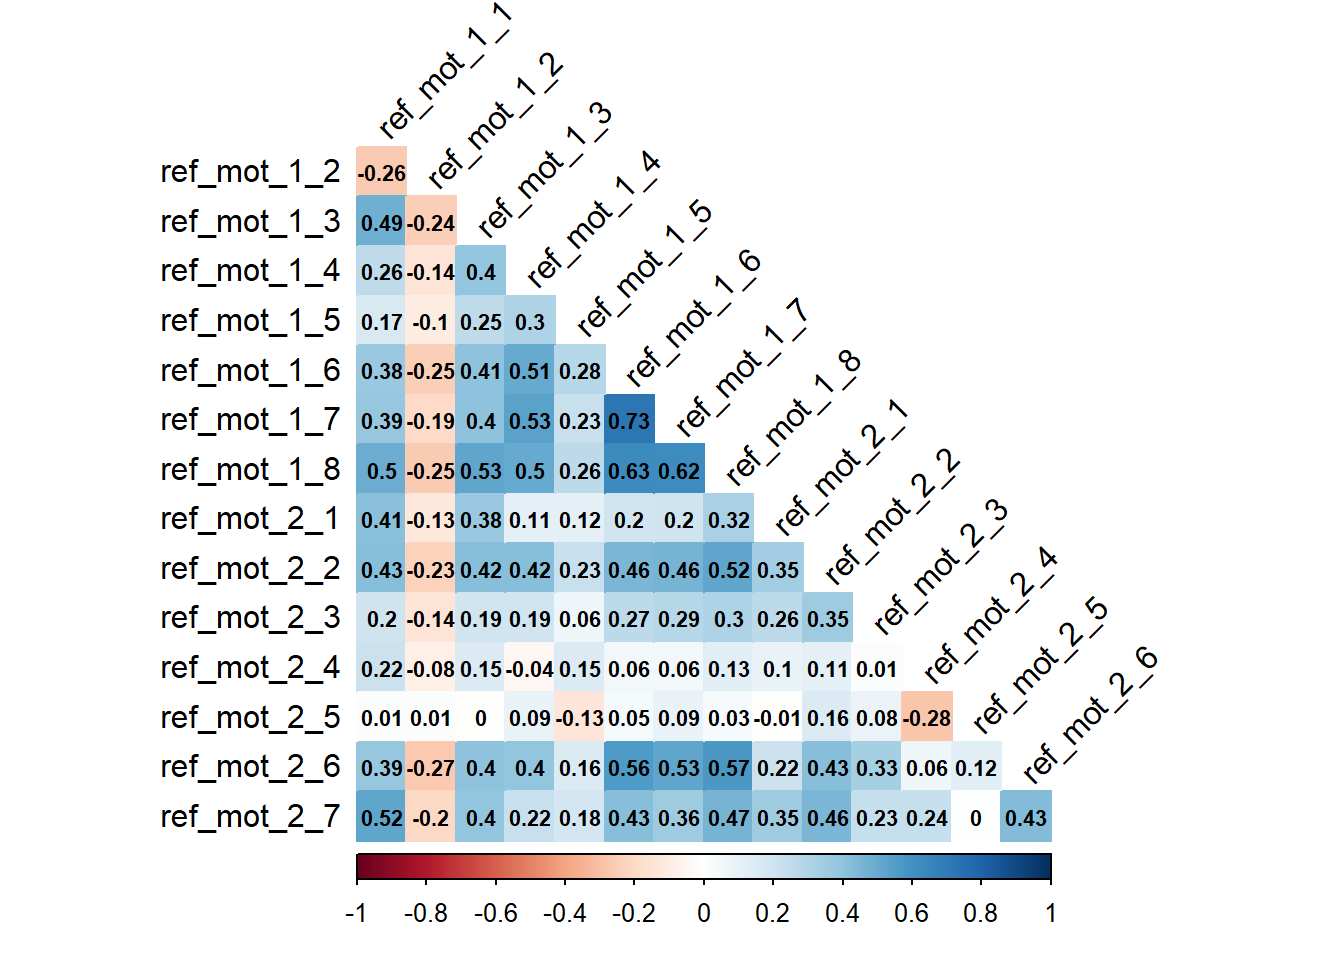 ref_mot_1_1
ref_mot_1_2
ref_mot_1_3
ref_mot_1_4
ref_mot_1_5
ref_mot_1_6
ref_mot_1_7
ref_mot_1_8
ref_mot_2_1
ref_mot_2_2
ref_mot_2_3
ref_mot_2_4
ref_mot_2_5
ref_mot_2_6
ref_mot_1_2 -0.26
ref_mot_1_3 0.49 -0.24
ref_mot_1_4 0.26 -0.14 0.4
ref_mot_1_5 0.17 -0.1 0.25 0.3
ref_mot_1_6 0.38 -0.25 0.41 0.51 0.28
ref_mot_1_7 0.39 -0.19 0.4 0.53 0.23 0.73
ref_mot_1_8 0.5 -0.25 0.53 0.5 0.26 0.63 0.62
ref_mot_2_1 0.41 -0.13 0.38 0.11 0.12 0.2 0.2 0.32
ref_mot_2_2 0.43 -0.23 0.42 0.42 0.23 0.46 0.46 0.52 0.35
ref_mot_2_3 0.2 -0.14 0.19 0.19 0.06 0.27 0.29 0.3 0.26 0.35
ref_mot_2_4 0.22 -0.08 0.15 -0.04 0.15 0.06 0.06 0.13 0.1 0.11 0.01
ref_mot_2_5 0.01 0.01 0 0.09 -0.13 0.05 0.09 0.03 -0.01 0.16 0.08 -0.28
ref_mot_2_6 0.39 -0.27 0.4 0.4 0.16 0.56 0.53 0.57 0.22 0.43 0.33 0.06 0.12
ref_mot_2_7 0.52 -0.2 0.4 0.22 0.18 0.43 0.36 0.47 0.35 0.46 0.23 0.24 0 0.43
-1 -0.8 -0.6 -0.4 -0.2 0 0.2 0.4 0.6 0.8 1